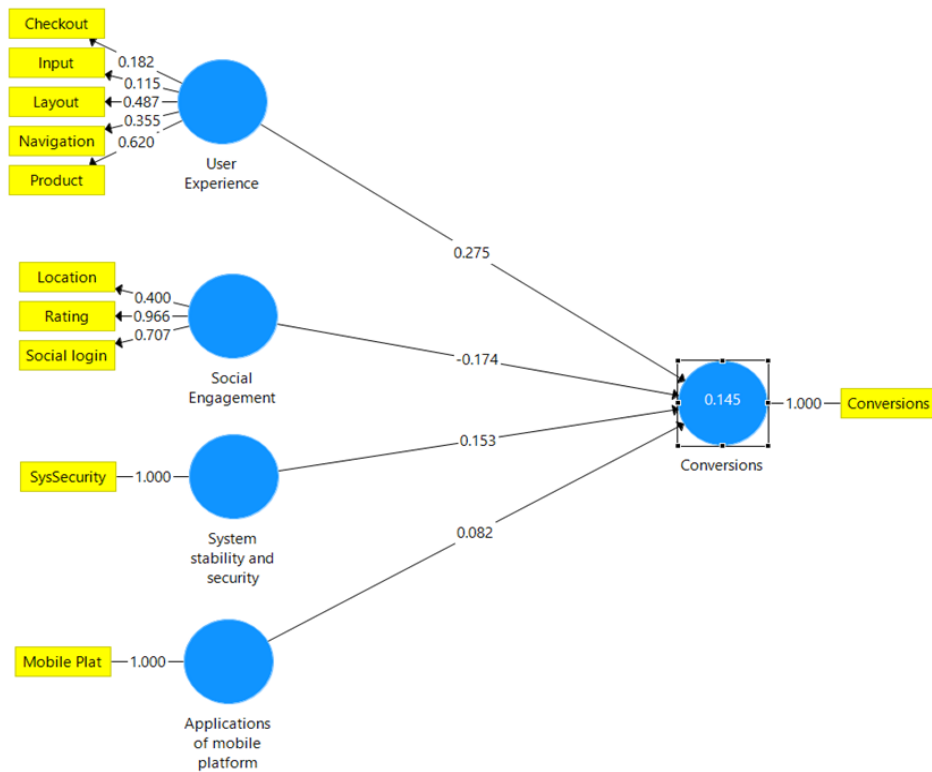 Checkout
0.182
Input
0.115
Layout
0.487
0.355
Navigation
0.620
Product
User
Experience
0.275
Location
0.400
Rating
0.966
0.707
Social login
-0.174
Social
Engagement
0.145
1.000
Conversions
Conversions
0.153
SysSecurity
1.000
System
stability and
security
0.082
Mobile Plat
1.000
Applications
of mobile
platform